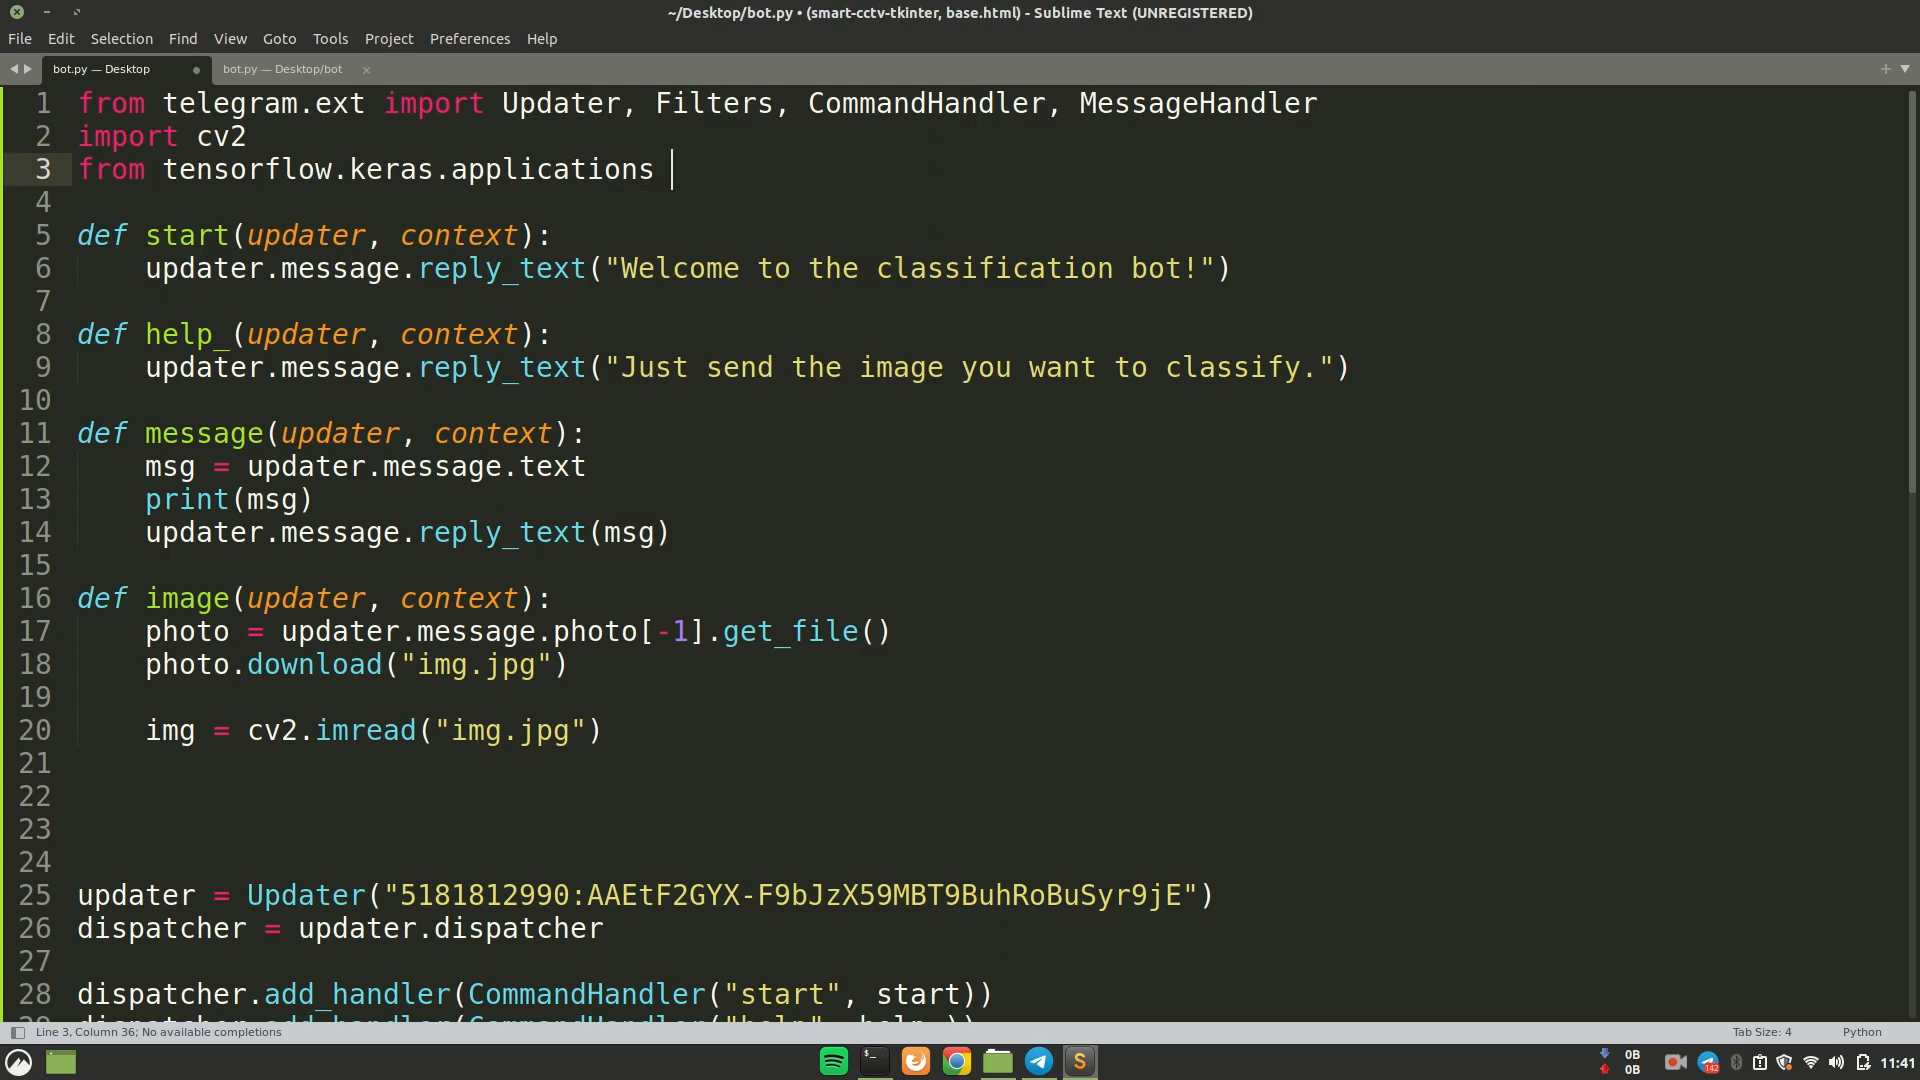 ~/Desktop/bot.py • (smart-cctv-tkinter, base.html) - Sublime Text (UNREGISTERED)
File Edit Selection Find View Goto Tools Project Preferences Help
bot.py — Desktop
bot.py — Desktop/bot
1 from telegram.ext import Updater, Filters, CommandHandler, MessageHandler
2 import cv2
3 from tensorflow.keras.applications
4
5 def start(updater, context):
6     updater.message.reply_text("Welcome to the classification bot!")
7
8 def help_(updater, context):
9     updater.message.reply_text("Just send the image you want to classify.")
10
11 def message(updater, context):
12     msg = updater.message.text
13     print(msg)
14     updater.message.reply_text(msg)
15
16 def image(updater, context):
17     photo = updater.message.photo[-1].get_file()
18     photo.download("img.jpg")
19
20     img = cv2.imread("img.jpg")
21
22
23
24
25 updater = Updater("5181812990:AAEtF2GYX-F9bJzX59MBT9BuhRoBuSyr9jE")
26 dispatcher = updater.dispatcher
27
28 dispatcher.add_handler(CommandHandler("start", start))
29 dispatcher.add_handler(CommandHandler("help", help_))
Line 3, Column 36; No available completions
Tab Size: 4
Python
0B
0B
142
11:41